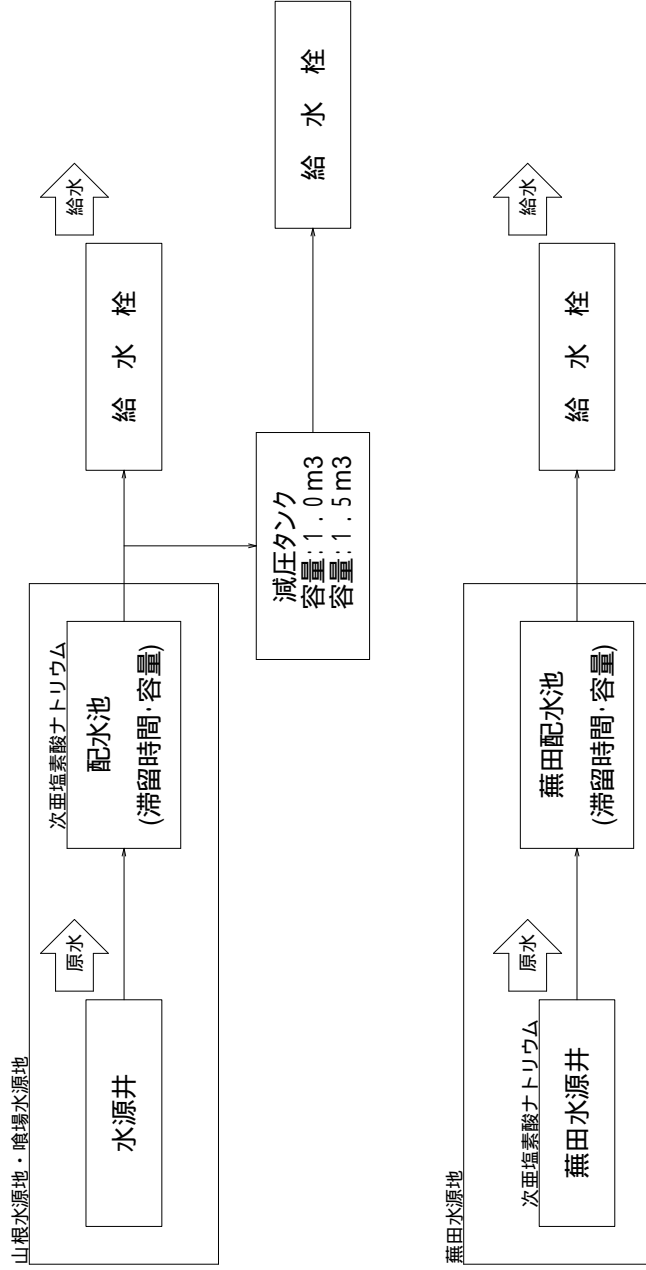 山根水源地・喰場水源地
水源井
原水
次亜塩素酸ナトリウム
配水池
(滞留時間・容量)
減圧タンク
容量:1.0m3
容量:1.5m3
給 水 栓
給水
給 水 栓
蕪田水源地
次亜塩素酸ナトリウム
蕪田水源井
原水
蕪田配水池
(滞留時間・容量)
給 水 栓
給水